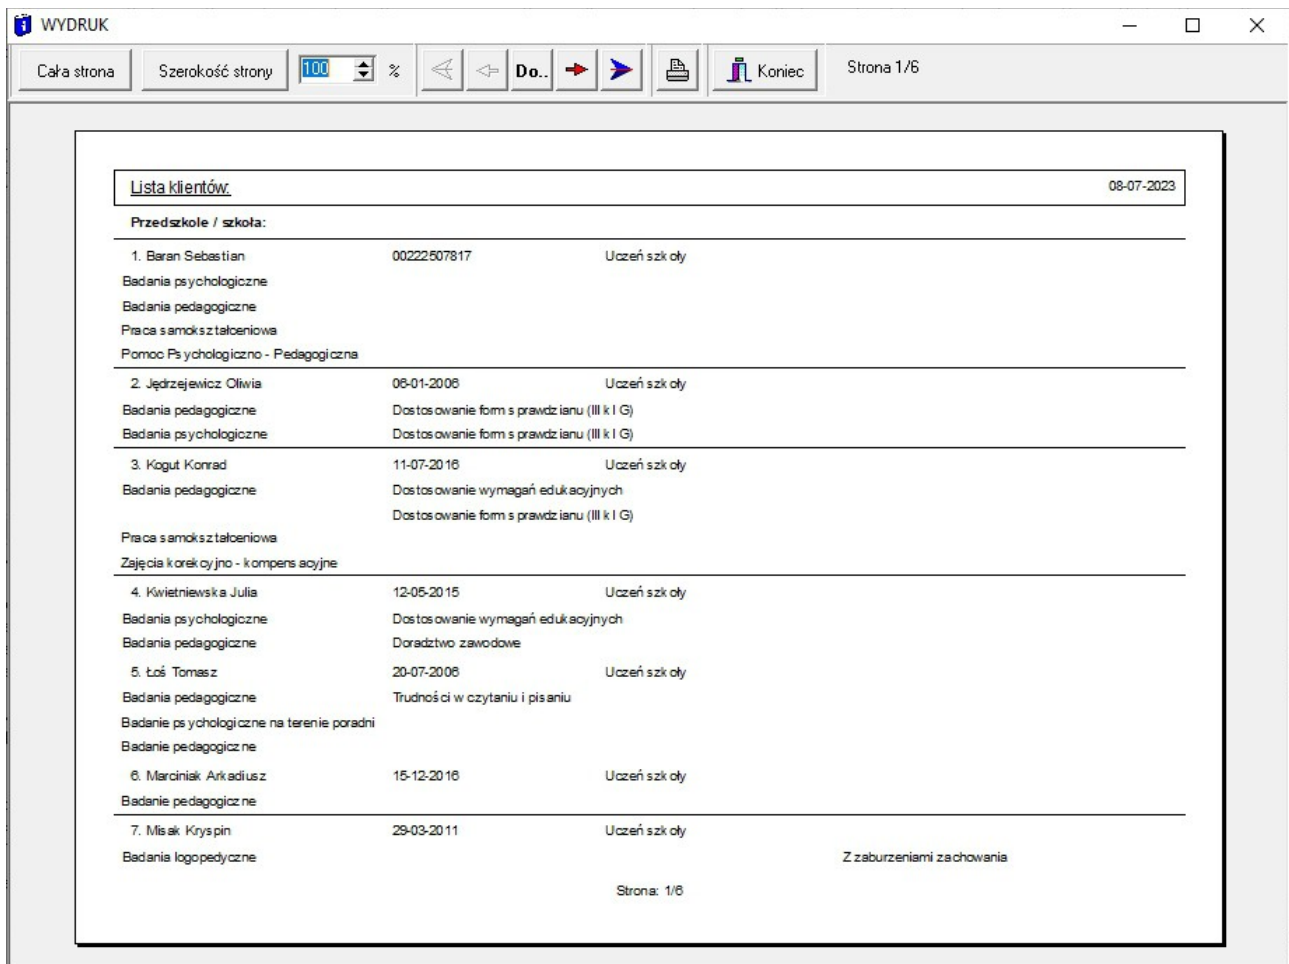 WYDRUK
Cała strona Szerokość strony 100 % Do.. Koniec Strona 1/6
Lista klientów: 08-07-2023
Przedszkole / szkoła:
1. Baran Sebastian 00222507817 Uczeń szkoły
Badania psychologiczne
Badania pedagogiczne
Praca samokształceniowa
Pomoc Psychologiczno - Pedagogiczna
2. Jędrzejewicz Oliwia 06-01-2006 Uczeń szkoły
Badania pedagogiczne Dostosowanie form sprawdzianu (III k I G)
Badania psychologiczne Dostosowanie form sprawdzianu (III k I G)
3. Kogut Konrad 11-07-2016 Uczeń szkoły
Badania pedagogiczne Dostosowanie wymagań edukacyjnych
Dostosowanie form sprawdzianu (III k I G)
Praca samokształceniowa
Zajęcia korekcyjno - kompensacyjne
4. Kwietniewska Julia 12-05-2015 Uczeń szkoły
Badania psychologiczne Dostosowanie wymagań edukacyjnych
Badania pedagogiczne Doradztwo zawodowe
5. Łoś Tomasz 20-07-2006 Uczeń szkoły
Badania pedagogiczne Trudności w czytaniu i pisaniu
Badanie psychologiczne na terenie poradni
Badanie pedagogiczne
6. Marciniak Arkadiusz 15-12-2016 Uczeń szkoły
Badanie pedagogiczne
7. Misak Kryspin 29-03-2011 Uczeń szkoły
Badania logopedyczne Z zaburzeniami zachowania
Strona: 1/6